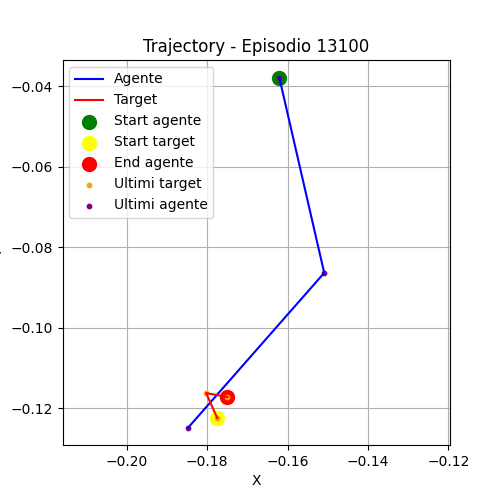 Trajectory - Episodio 13100
Agente
Target
Start agente
Start target
End agente
Ultimi target
Ultimi agente
−0.04
−0.06
−0.08
−0.10
−0.12
−0.20
−0.18
−0.16
−0.14
−0.12
X